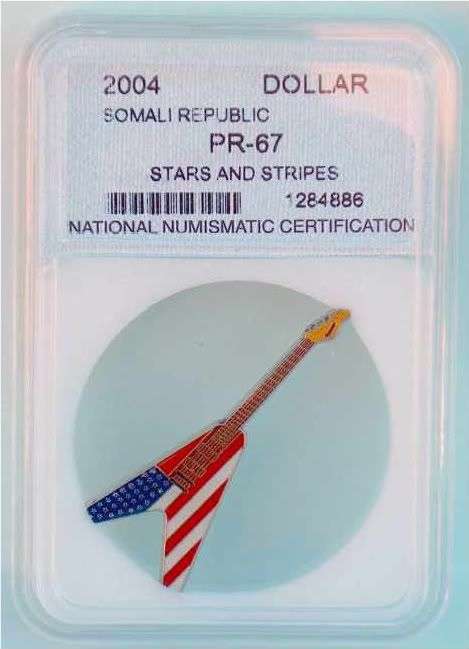 2004 DOLLAR
SOMALI REPUBLIC
PR-67
STARS AND STRIPES
1284886
NATIONAL NUMISMATIC CERTIFICATION